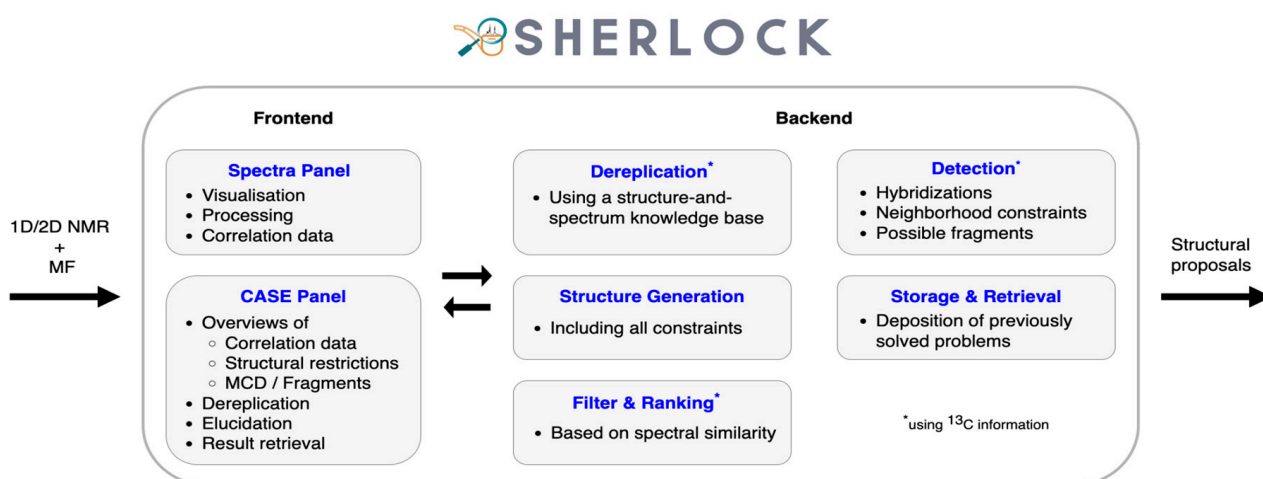 SHERLOCK
1D/2D NMR
+
MF
Frontend
Spectra Panel
• Visualisation
• Processing
• Correlation data
CASE Panel
• Overviews of
○ Correlation data
○ Structural restrictions
○ MCD / Fragments
• Dereplication
• Elucidation
• Result retrieval
Backend
Dereplication*
• Using a structure-and-
spectrum knowledge base
Detection*
• Hybridizations
• Neighborhood constraints
• Possible fragments
Structure Generation
• Including all constraints
Storage & Retrieval
• Deposition of previously
solved problems
Filter & Ranking*
• Based on spectral similarity
*using 13C information
Structural
proposals